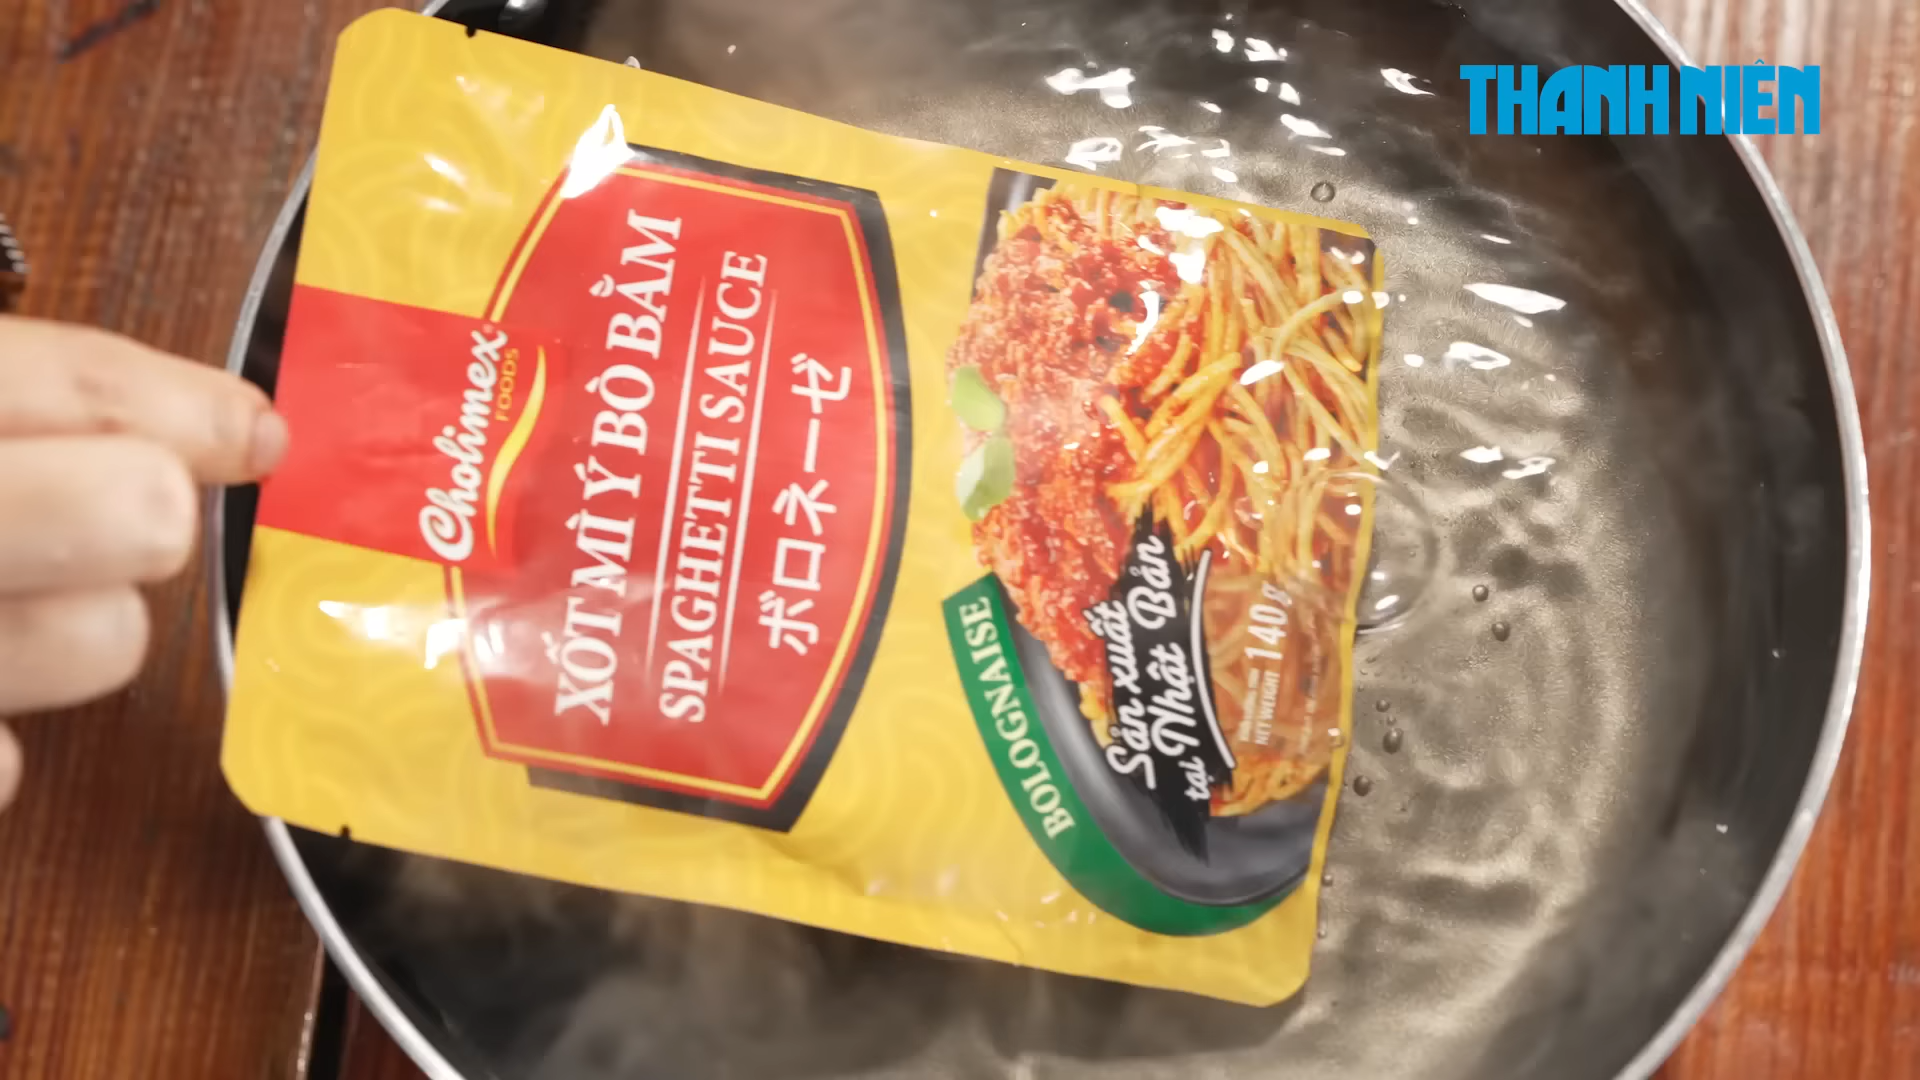 THANH NIÊN
Cholimex
FOODS
XỐT MÌ Ý BÒ BẰM
SPAGHETTI SAUCE
ボロネーゼ
BOLOGNAISE
Sản xuất
tại Nhật Bản
NET WEIGHT 140g